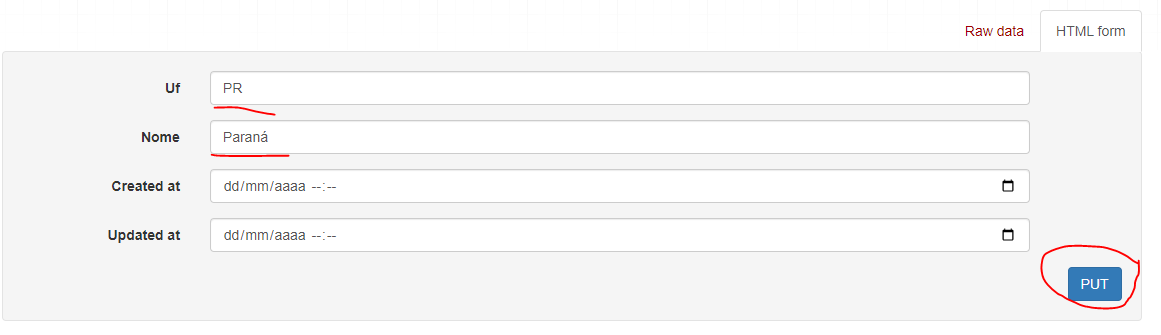 Raw data HTML form
Uf PR
Nome Paraná
Created at dd/mm/aaaa --:--
Updated at dd/mm/aaaa --:--
PUT